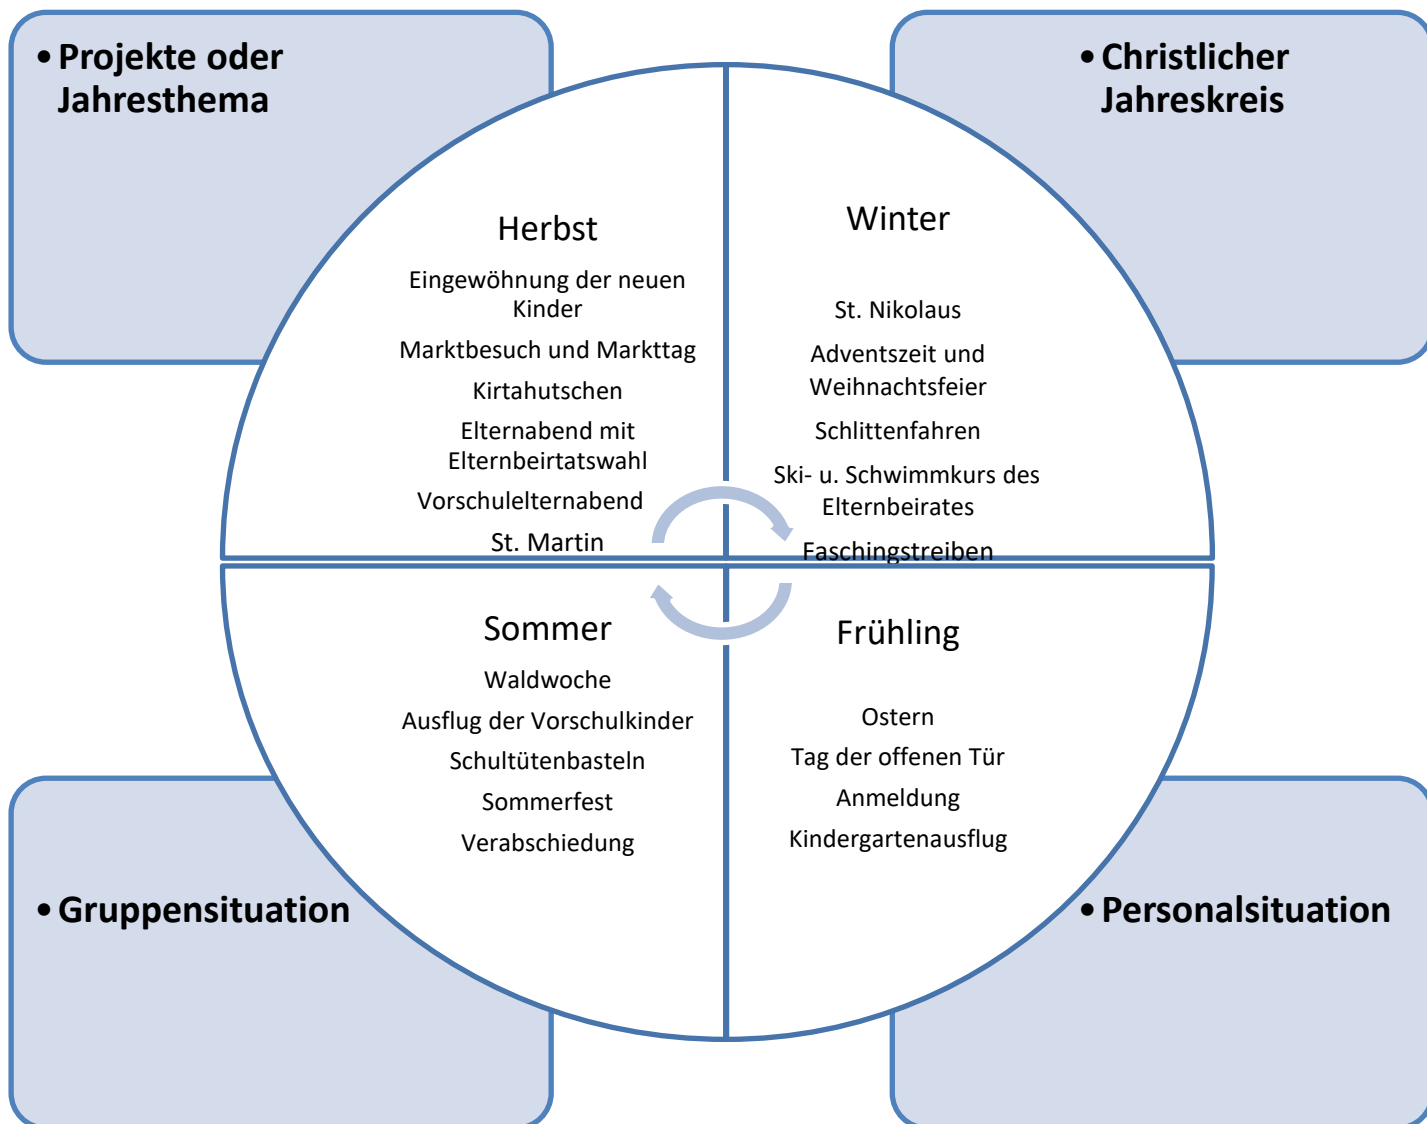 • Projekte oder
Jahresthema
• Christlicher
Jahreskreis
Herbst
Eingewöhnung der neuen
Kinder
Marktbesuch und Markttag
Kirtahutschen
Elternabend mit
Elternbeirtatswahl
Vorschulelternabend
St. Martin
Winter
St. Nikolaus
Adventszeit und
Weihnachtsfeier
Schlittenfahren
Ski- u. Schwimmkurs des
Elternbeirates
Faschingstreiben
Sommer
Waldwoche
Ausflug der Vorschulkinder
Schultütenbasteln
Sommerfest
Verabschiedung
Frühling
Ostern
Tag der offenen Tür
Anmeldung
Kindergartenausflug
• Gruppensituation
• Personalsituation